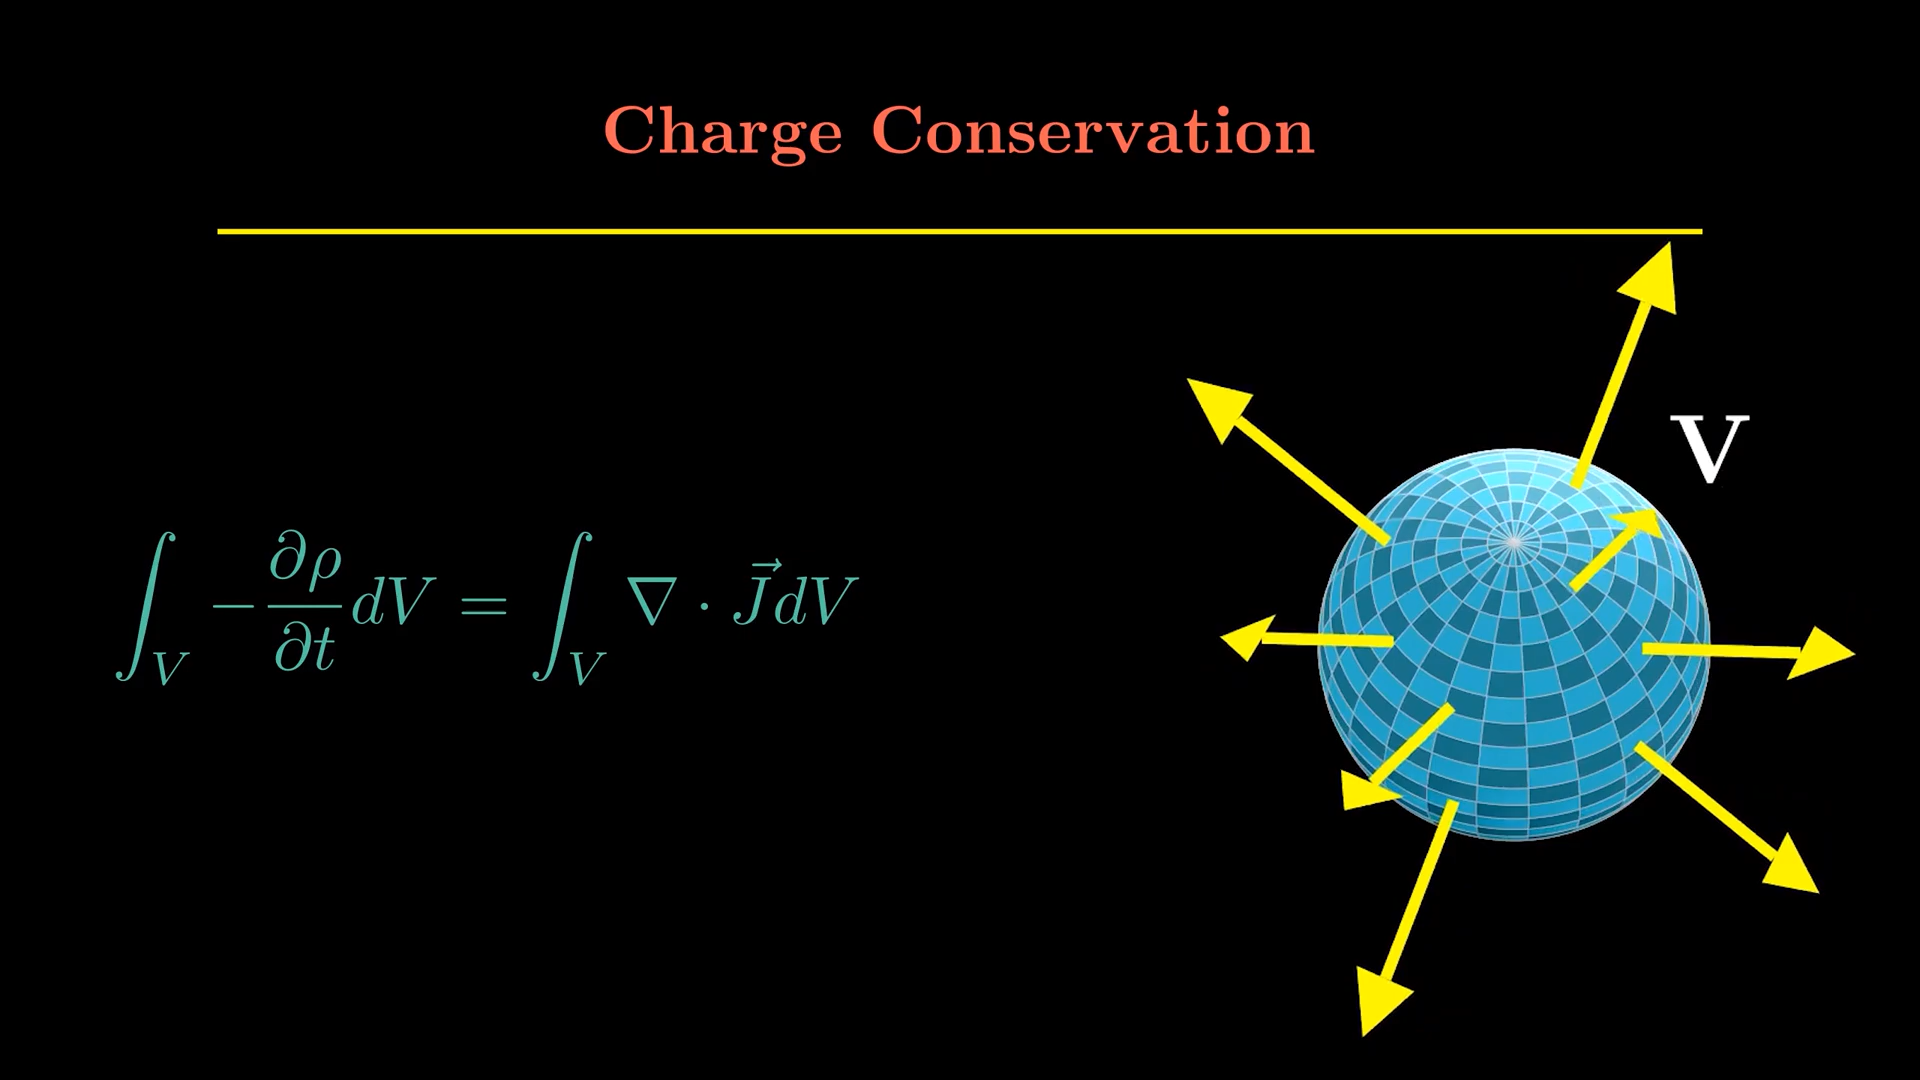 Charge Conservation
V
∫_V −∂ρ/∂t dV = ∫_V ∇ · J⃗ dV